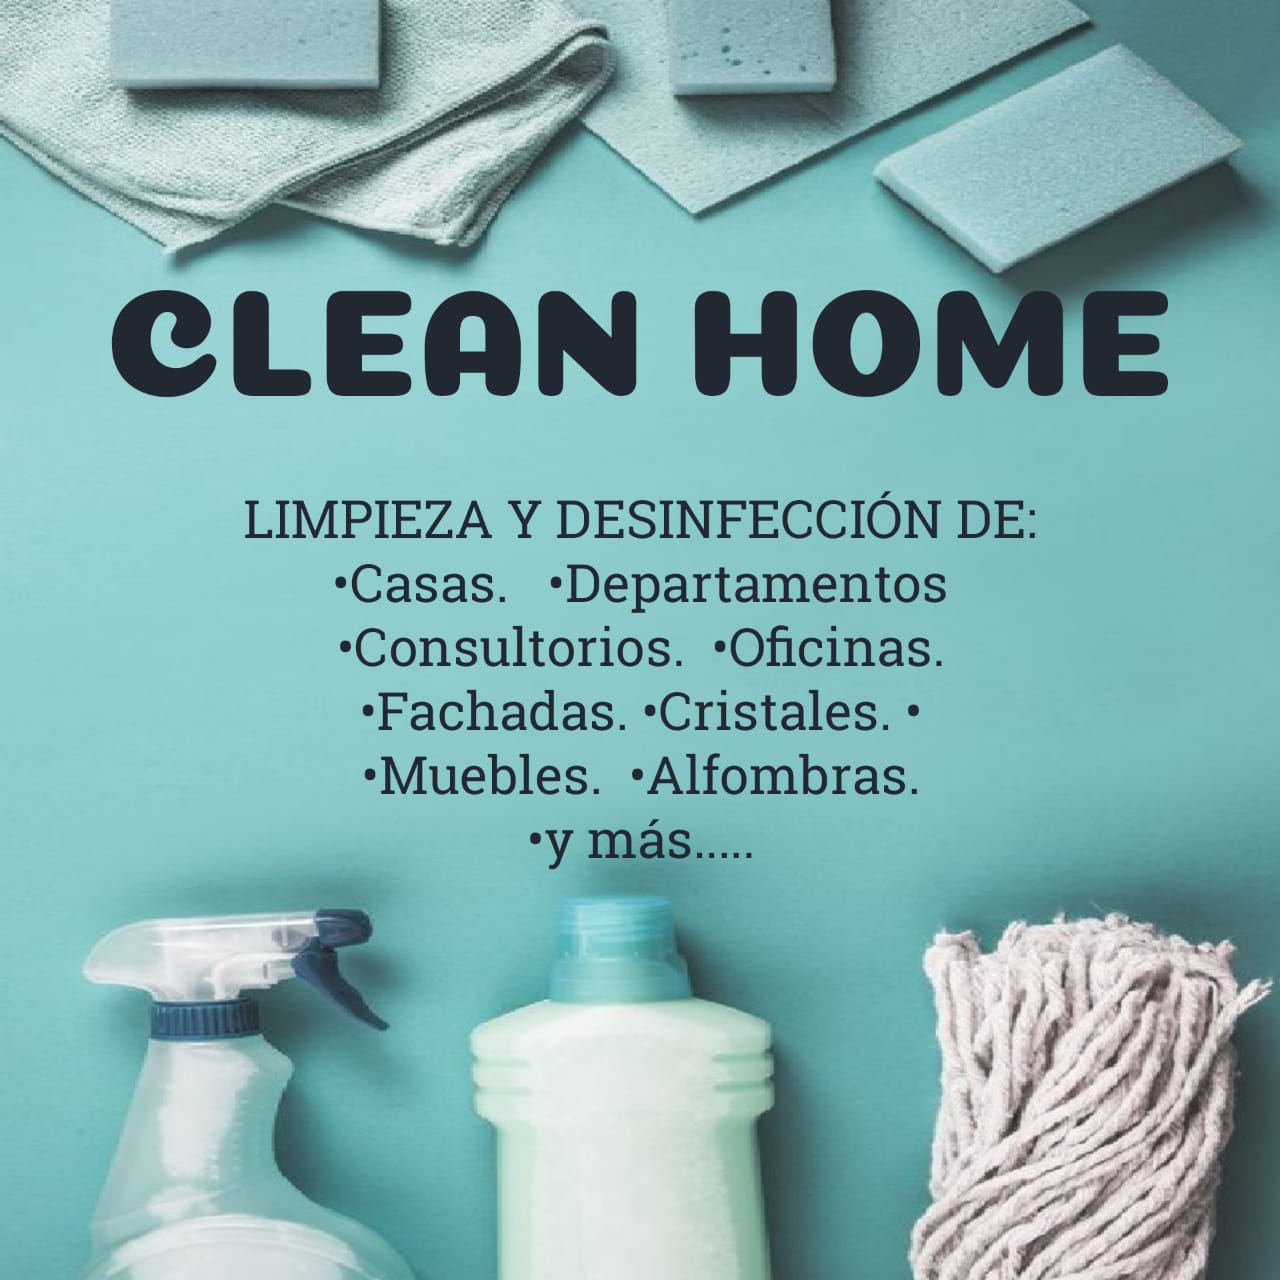 CLEAN HOME
LIMPIEZA Y DESINFECCIÓN DE:
•Casas. •Departamentos
•Consultorios. •Oficinas.
•Fachadas. •Cristales. •
•Muebles. •Alfombras.
•y más.....